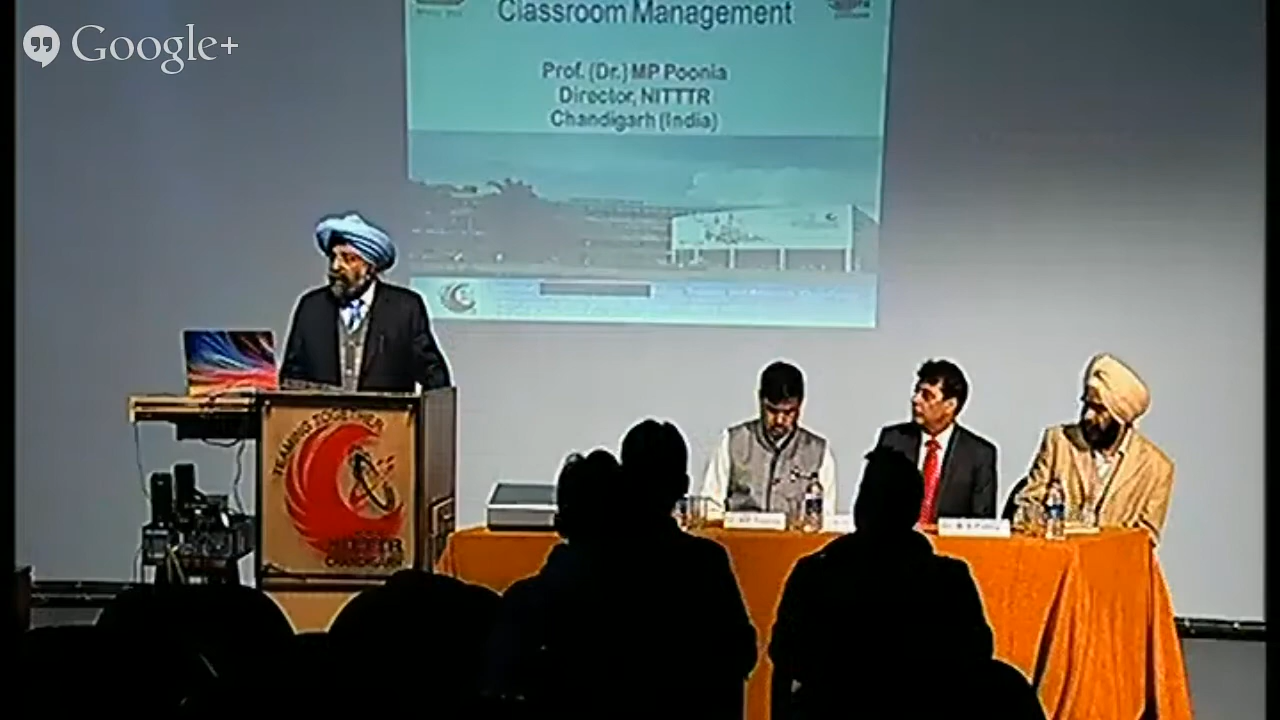 Google+
Classroom Management
Prof. (Dr.) MP Poonia
Director, NITTTR
Chandigarh (India)
TEAMING TOGETHER
NITTTR
CHANDIGARH